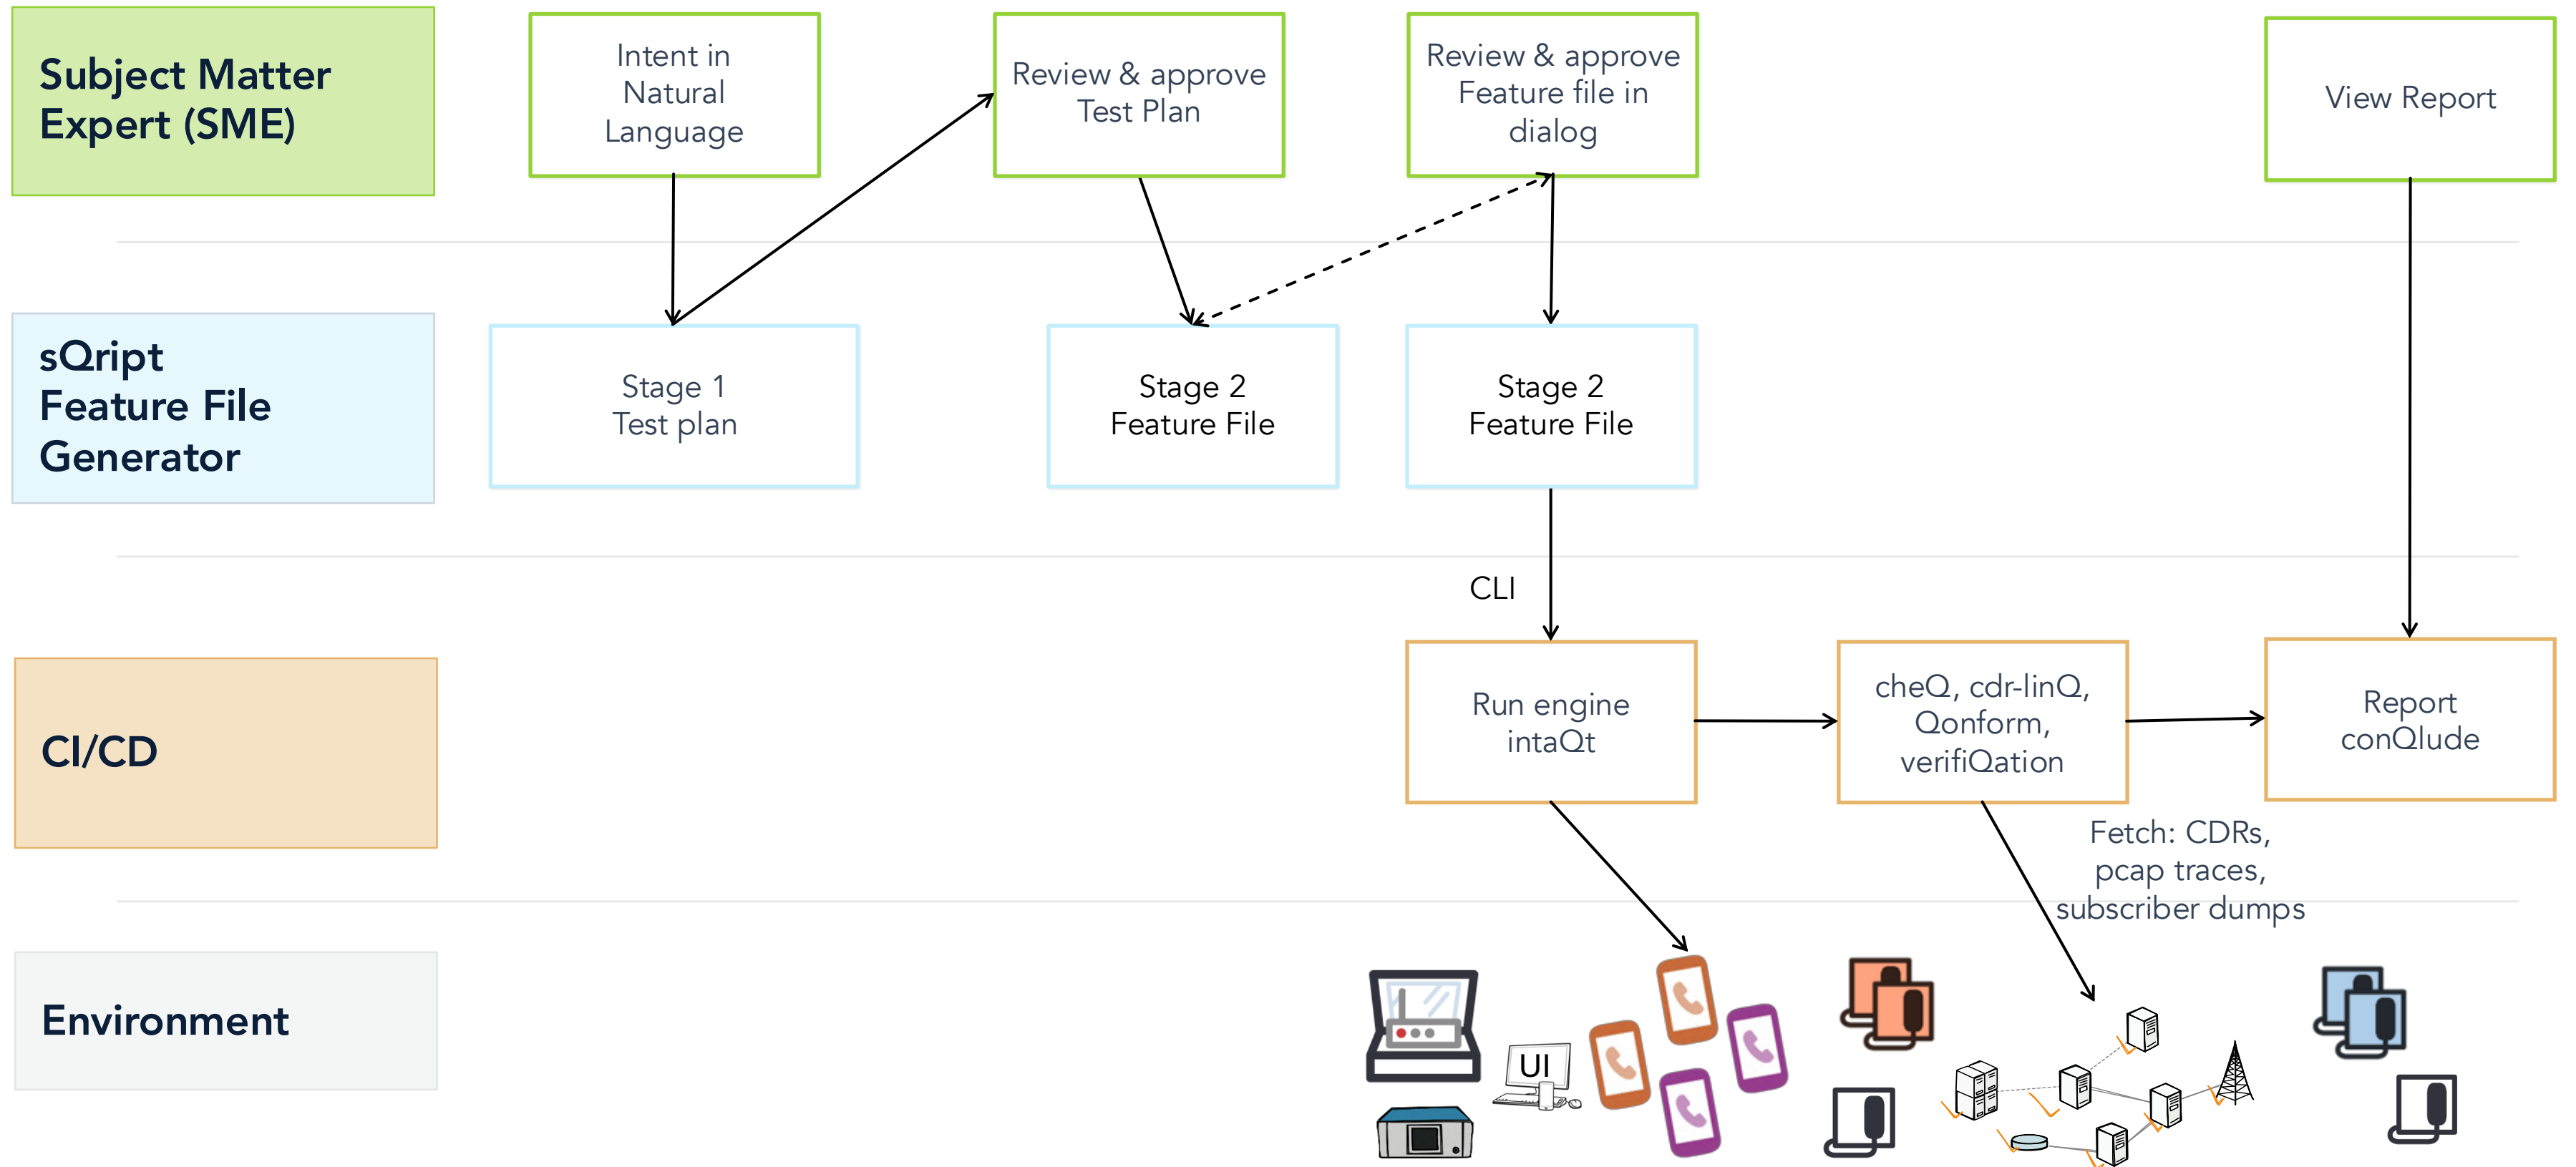 Subject Matter
Expert (SME)
Intent in
Natural
Language
Review & approve
Test Plan
Review & approve
Feature file in
dialog
View Report
sQript
Feature File
Generator
Stage 1
Test plan
Stage 2
Feature File
Stage 2
Feature File
CLI
CI/CD
Run engine
intaQt
cheQ, cdr-linQ,
Qonform,
verifiQation
Report
conQlude
Fetch: CDRs,
pcap traces,
subscriber dumps
Environment
UI